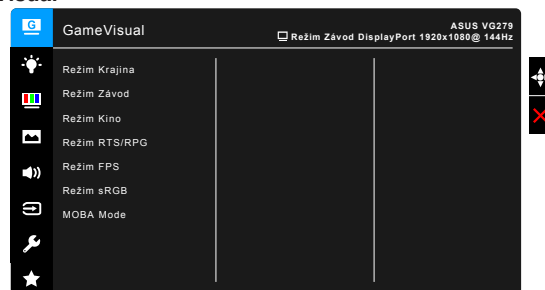 G
GameVisual
ASUS VG279
Režim Závod DisplayPort 1920x1080@ 144Hz
Režim Krajina
Režim Závod
Režim Kino
Režim RTS/RPG
Režim FPS
Režim sRGB
MOBA Mode